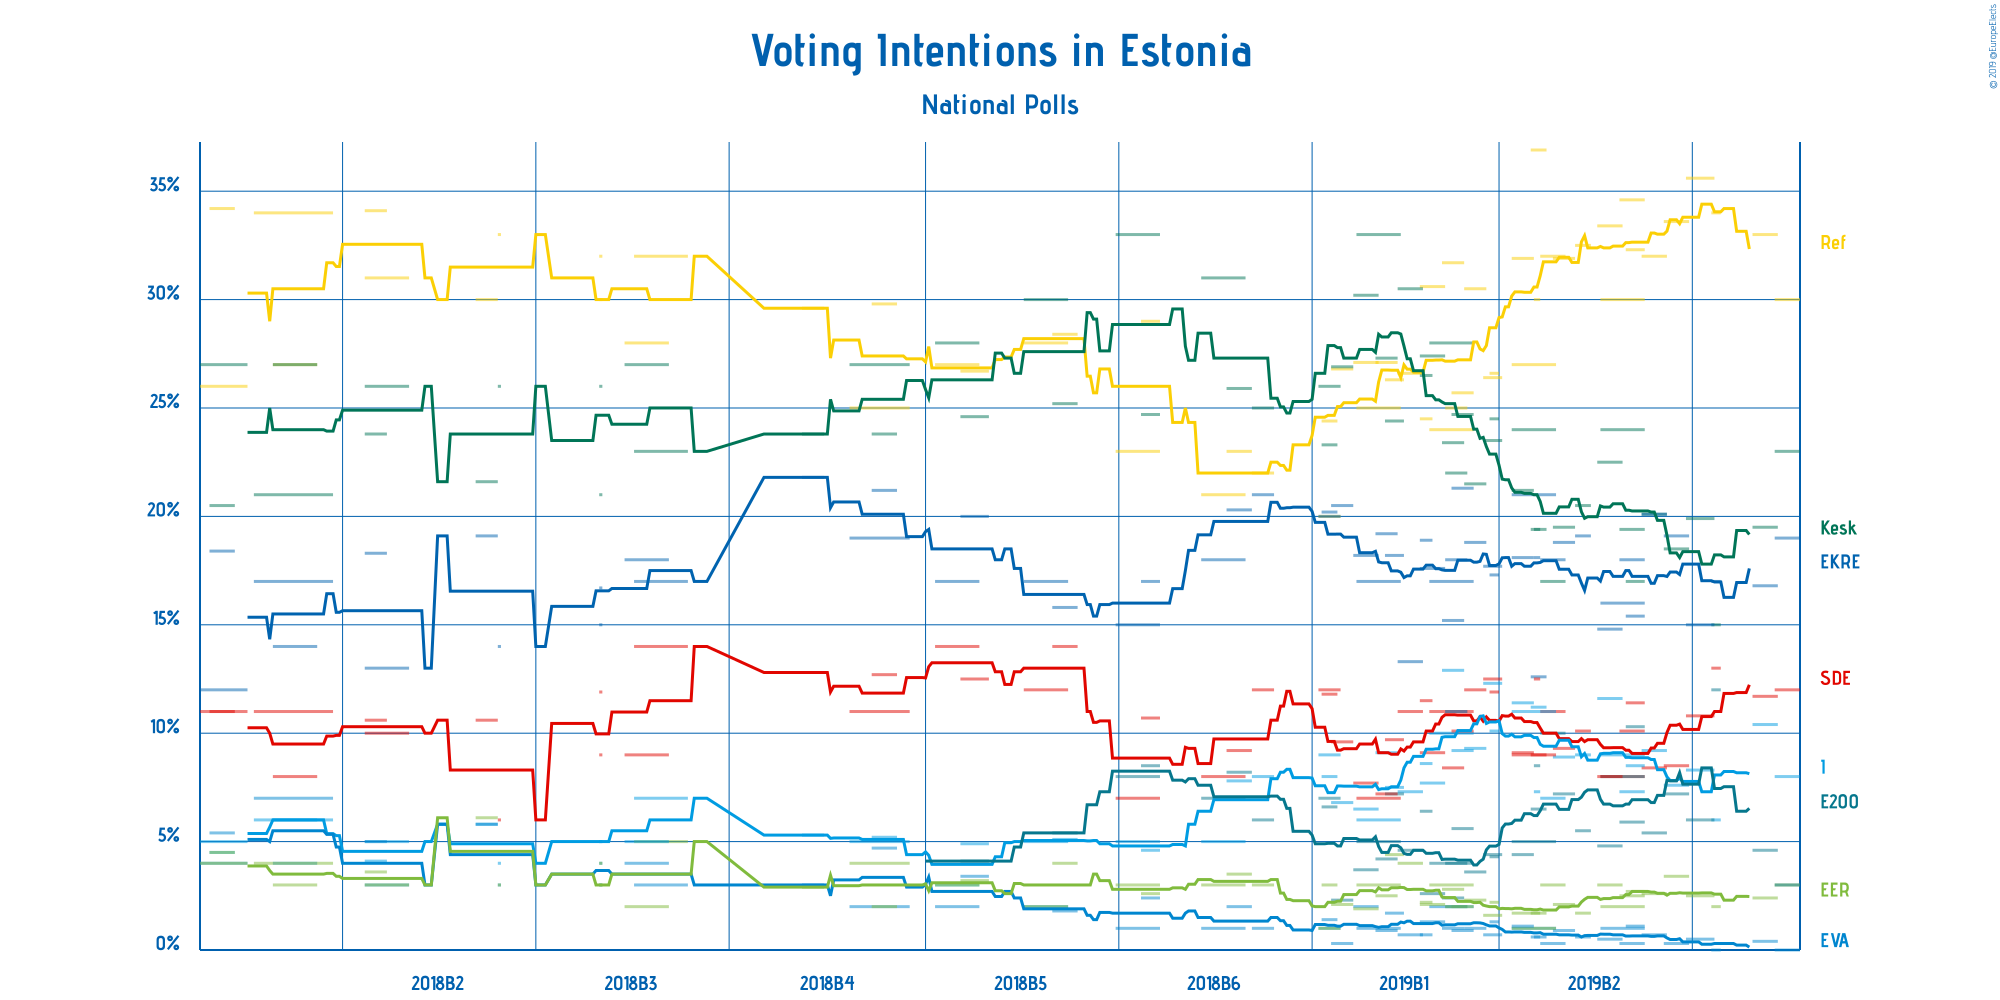 © 2019 @EuropeElects
Voting Intentions in Estonia
National Polls
35%
30%
25%
20%
15%
10%
5%
0%
Ref
Kesk
EKRE
SDE
I
E200
EER
EVA
2018B2
2018B3
2018B4
2018B5
2018B6
2019B1
2019B2